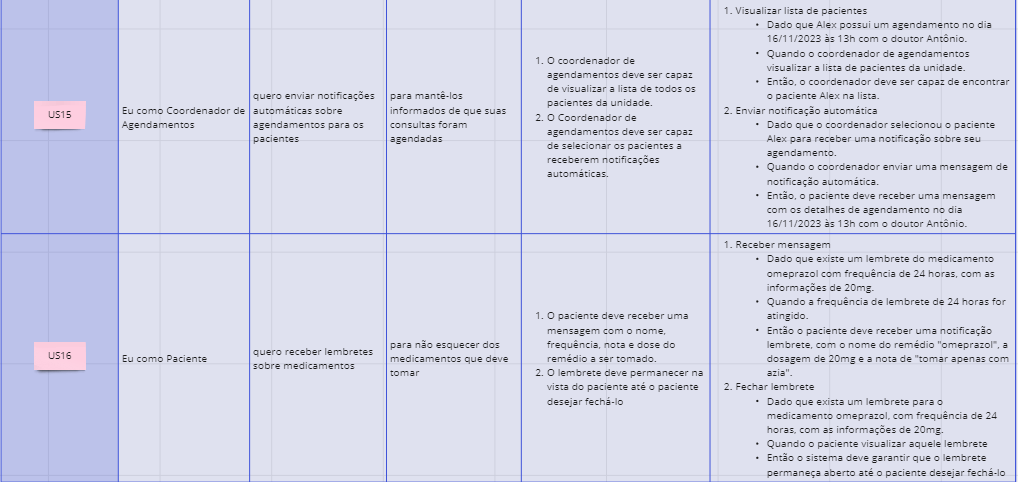 US15
Eu como Coordenador de
Agendamentos
quero enviar notificações
automáticas sobre
agendamentos para os
pacientes
para mantê-los
informados de que suas
consultas foram
agendadas
1. O coordenador de
agendamentos deve ser capaz
de visualizar a lista de todos os
pacientes da unidade.
2. O Coordenador de
agendamentos deve ser capaz
de selecionar os pacientes a
receberem notificações
automáticas.
1. Visualizar lista de pacientes
• Dado que Alex possui um agendamento no dia
16/11/2023 às 13h com o doutor Antônio.
• Quando o coordenador de agendamentos
visualizar a lista de pacientes da unidade.
• Então, o coordenador deve ser capaz de encontrar
o paciente Alex na lista.
2. Enviar notificação automática
• Dado que o coordenador selecionou o paciente
Alex para receber uma notificação sobre seu
agendamento.
• Quando o coordenador enviar uma mensagem de
notificação automática.
• Então, o paciente deve receber uma mensagem
com os detalhes de agendamento no dia
16/11/2023 às 13h com o doutor Antônio.
US16
Eu como Paciente
quero receber lembretes
sobre medicamentos
para não esquecer dos
medicamentos que deve
tomar
1. O paciente deve receber uma
mensagem com o nome,
frequência, nota e dose do
remédio a ser tomado.
2. O lembrete deve permanecer na
vista do paciente até o paciente
desejar fechá-lo
1. Receber mensagem
• Dado que existe um lembrete do medicamento
omeprazol com frequência de 24 horas, com as
informações de 20mg.
• Quando a frequência de lembrete de 24 horas for
atingido.
• Então o paciente deve receber uma notificação
lembrete, com o nome do remédio "omeprazol", a
dosagem de 20mg e a nota de "tomar apenas com
azia".
2. Fechar lembrete
• Dado que exista um lembrete para o
medicamento omeprazol, com frequência de 24
horas, com as informações de 20mg.
• Quando o paciente visualizar aquele lembrete
• Então o sistema deve garantir que o lembrete
permaneça aberto até o paciente desejar fechá-lo